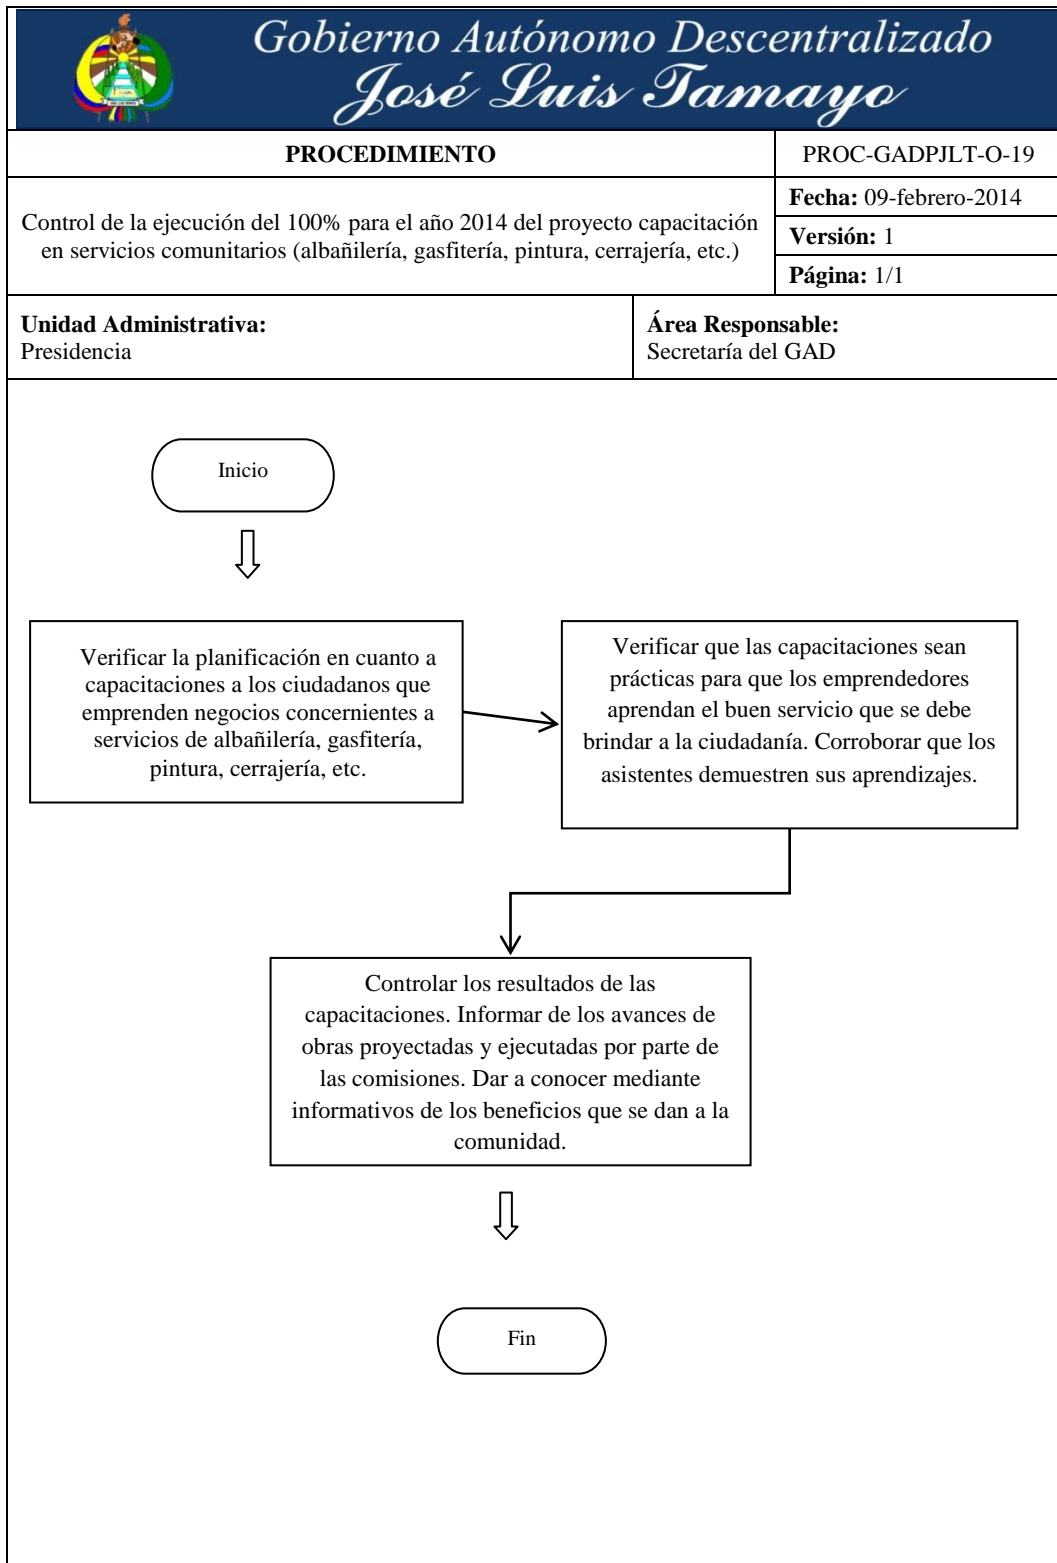 Gobierno Autónomo Descentralizado
José Luis Tamayo
PROCEDIMIENTO
PROC-GADPJLT-O-19
Control de la ejecución del 100% para el año 2014 del proyecto capacitación
en servicios comunitarios (albañilería, gasfitería, pintura, cerrajería, etc.)
Fecha: 09-febrero-2014
Versión: 1
Página: 1/1
Unidad Administrativa:
Presidencia
Área Responsable:
Secretaría del GAD
Inicio
Verificar la planificación en cuanto a
capacitaciones a los ciudadanos que
emprenden negocios concernientes a
servicios de albañilería, gasfitería,
pintura, cerrajería, etc.
Verificar que las capacitaciones sean
prácticas para que los emprendedores
aprendan el buen servicio que se debe
brindar a la ciudadanía. Corroborar que los
asistentes demuestren sus aprendizajes.
Controlar los resultados de las
capacitaciones. Informar de los avances de
obras proyectadas y ejecutadas por parte de
las comisiones. Dar a conocer mediante
informativos de los beneficios que se dan a la
comunidad.
Fin